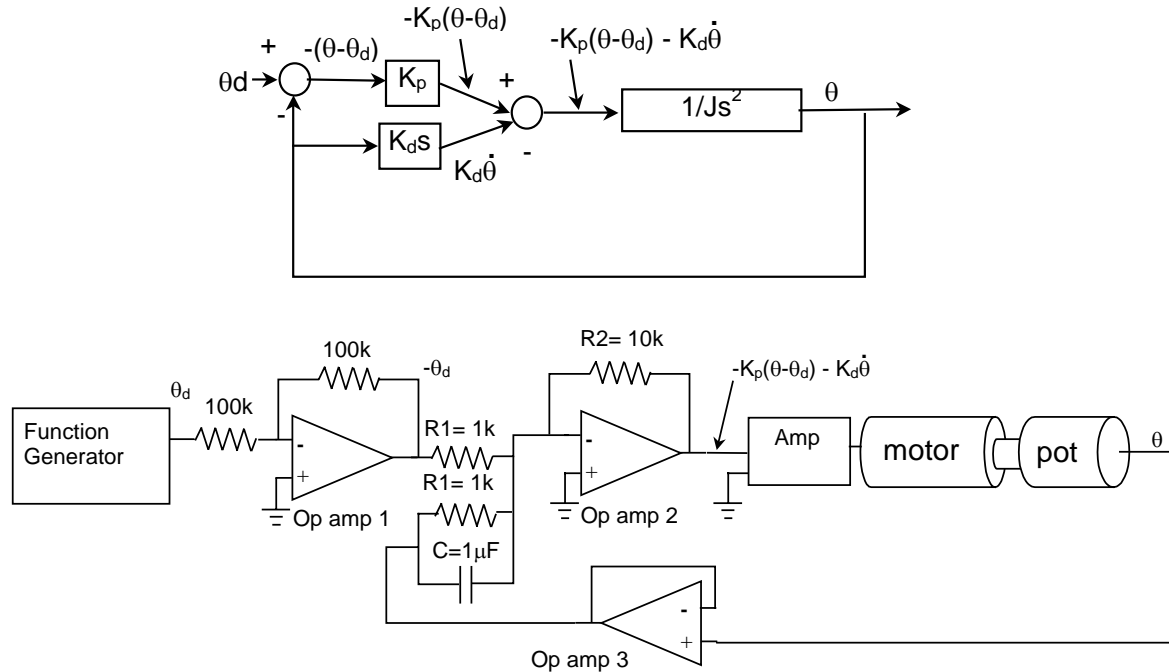 -Kp(θ-θd)
-Kp(θ-θd) - Kdθ̇
+
-(θ-θd)
θd
Kp
+
1/Js²
θ
-
Kds
-
Kdθ̇
R2= 10k
100k
-θd
-Kp(θ-θd) - Kdθ̇
θd
100k
Function
Generator
R1= 1k
Amp
motor
pot
θ
-
+
-
+
R1= 1k
Op amp 1
Op amp 2
C=1μF
-
+
Op amp 3